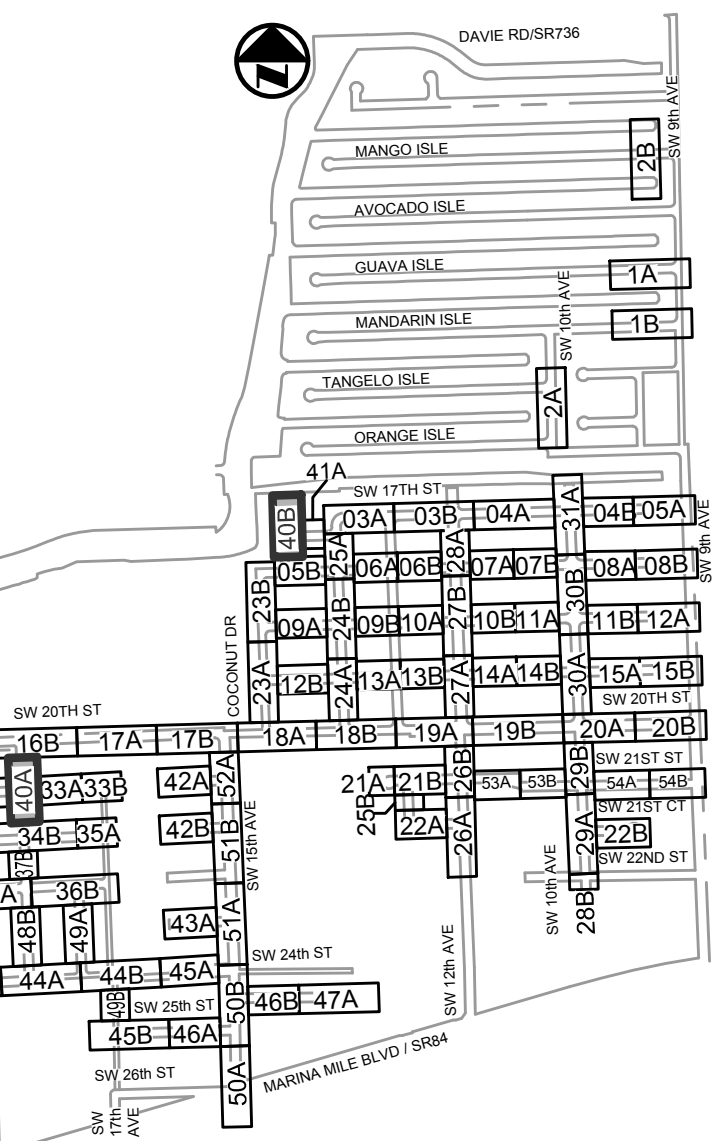 DAVIE RD/SR736
SW 9th AVE
MANGO ISLE
2B
AVOCADO ISLE
GUAVA ISLE
1A
SW 10th AVE
MANDARIN ISLE
1B
TANGELO ISLE
2A
ORANGE ISLE
41A
SW 17TH ST
40B
03A
03B
04A
31A
04B
05A
SW 9th AVE
25A
28A
05B
06A
06B
07A
07B
08A
08B
23B
24B
27B
30B
09A
09B
10A
10B
11A
11B
12A
COCONUT DR
23A
24A
27A
30A
12B
13A
13B
14A
14B
15A
15B
SW 20TH ST
SW 20TH ST
16B
17A
17B
18A
18B
19A
19B
20A
20B
40A
33A
33B
42A
52A
21A
21B
26B
53A
53B
29B
SW 21ST ST
54A
54B
25B
SW 21ST CT
34B
35A
42B
51B
SW 15th AVE
22A
26A
29A
22B
SW 22ND ST
37B
A
36B
SW 10th AVE
28B
48B
49A
43A
51A
SW 12th AVE
SW 24th ST
44A
44B
45A
50B
49B
SW 25th ST
46B
47A
45B
46A
SW 26th ST
50A
MARINA MILE BLVD / SR84
SW
17th
AVE